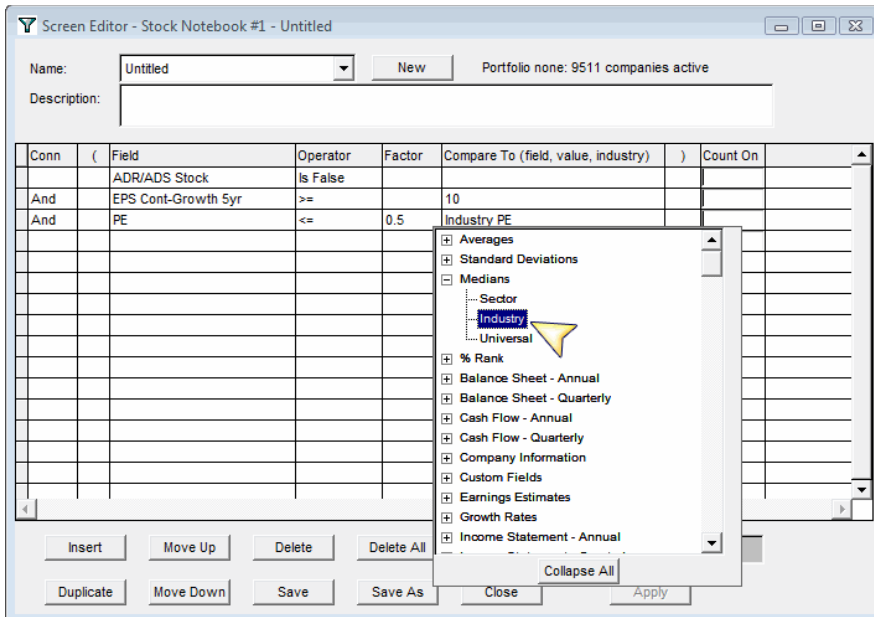 Screen Editor - Stock Notebook #1 - Untitled
Name: Untitled New Portfolio none: 9511 companies active
Description:
Conn ( Field Operator Factor Compare To (field, value, industry) ) Count On
ADR/ADS Stock Is False
And EPS Cont-Growth 5yr >= 10
And PE <= 0.5 Industry PE
Averages
Standard Deviations
Medians
Sector
Industry
Universal
% Rank
Balance Sheet - Annual
Balance Sheet - Quarterly
Cash Flow - Annual
Cash Flow - Quarterly
Company Information
Custom Fields
Earnings Estimates
Growth Rates
Income Statement - Annual
Collapse All
Insert Move Up Delete Delete All
Duplicate Move Down Save Save As Close Apply